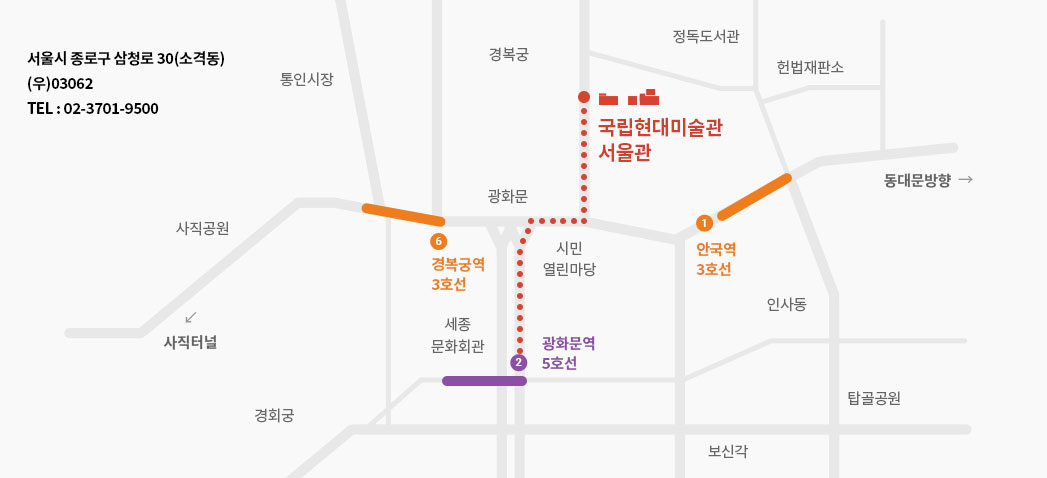 서울시 종로구 삼청로 30(소격동)
(우)03062
TEL : 02-3701-9500
통인시장
경복궁
정독도서관
헌법재판소
국립현대미술관
서울관
동대문방향 →
광화문
사직공원
6
경복궁역
3호선
시민
열린마당
1
안국역
3호선
인사동
↙
사직터널
세종
문화회관
2
광화문역
5호선
경회궁
탑골공원
보신각